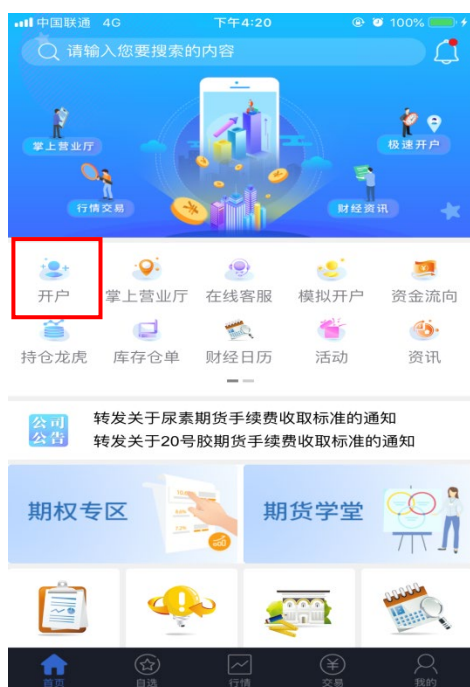 中国联通 4G 下午4:20 100%
请输入您要搜索的内容
掌上营业厅
极速开户
行情交易
财经资讯
开户 掌上营业厅 在线客服 模拟开户 资金流向
持仓龙虎 库存仓单 财经日历 活动 资讯
公司
公告
转发关于尿素期货手续费收取标准的通知
转发关于20号胶期货手续费收取标准的通知
期权专区
期货学堂
首页 自选 行情 交易 我的